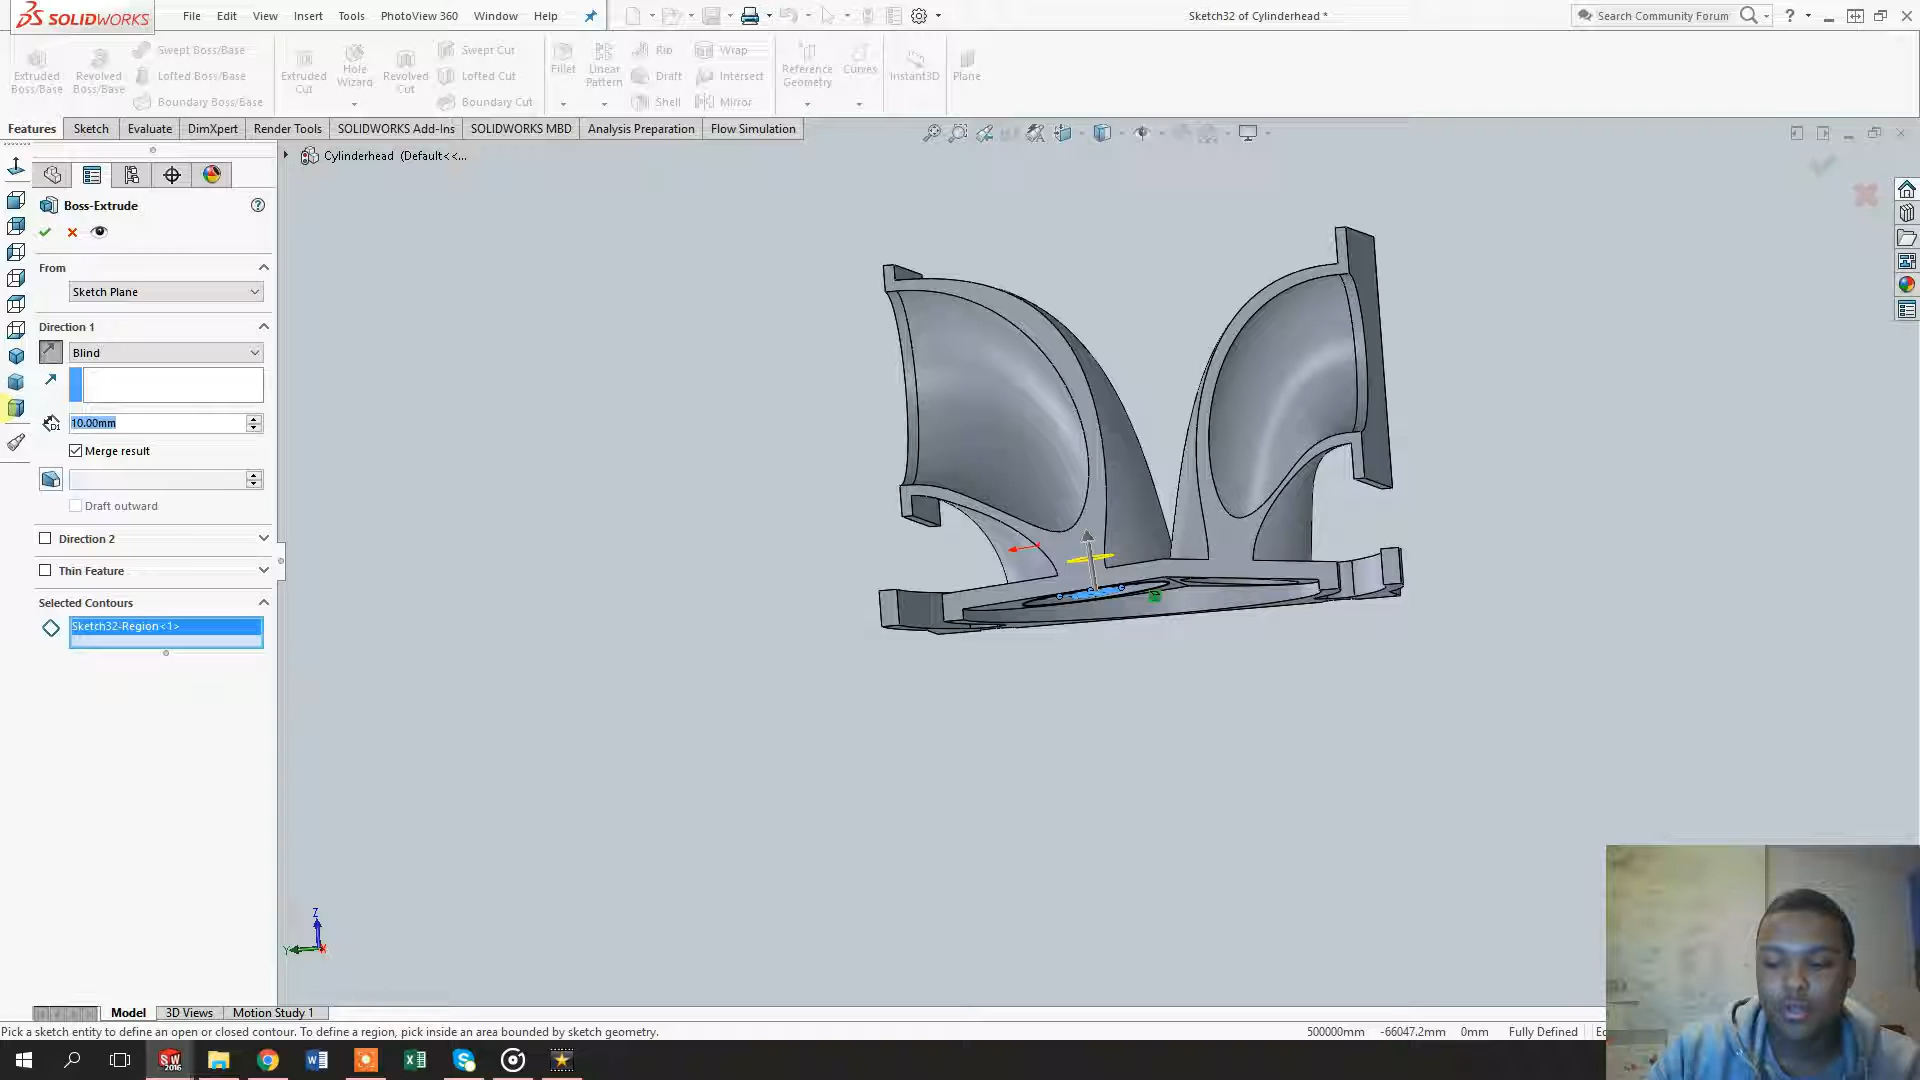 SOLIDWORKS File Edit View Insert Tools PhotoView 360 Window Help Sketch32 of Cylinderhead * Search Community Forum ?
Extruded Boss/Base Revolved Boss/Base Swept Boss/Base Lofted Boss/Base Boundary Boss/Base Extruded Cut Hole Wizard Revolved Cut Swept Cut Lofted Cut Boundary Cut Fillet Linear Pattern Rib Draft Shell Wrap Intersect Mirror Reference Geometry Curves Instant3D Plane
Features Sketch Evaluate DimXpert Render Tools SOLIDWORKS Add-Ins SOLIDWORKS MBD Analysis Preparation Flow Simulation
Cylinderhead (Default<<...
Boss-Extrude ?
From
Sketch Plane
Direction 1
Blind
D1 10.00mm
Merge result
Draft outward
Direction 2
Thin Feature
Selected Contours
Sketch32-Region<1>
Z
Y X
Model 3D Views Motion Study 1
Pick a sketch entity to define an open or closed contour. To define a region, pick inside an area bounded by sketch geometry. 500000mm -66047.2mm 0mm Fully Defined
SW 2016